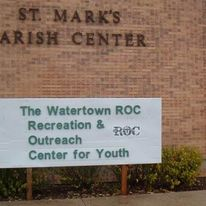 ST. MARK'S
ARISH CENTER
The Watertown ROC
Recreation & ROC
Outreach
Center for Youth